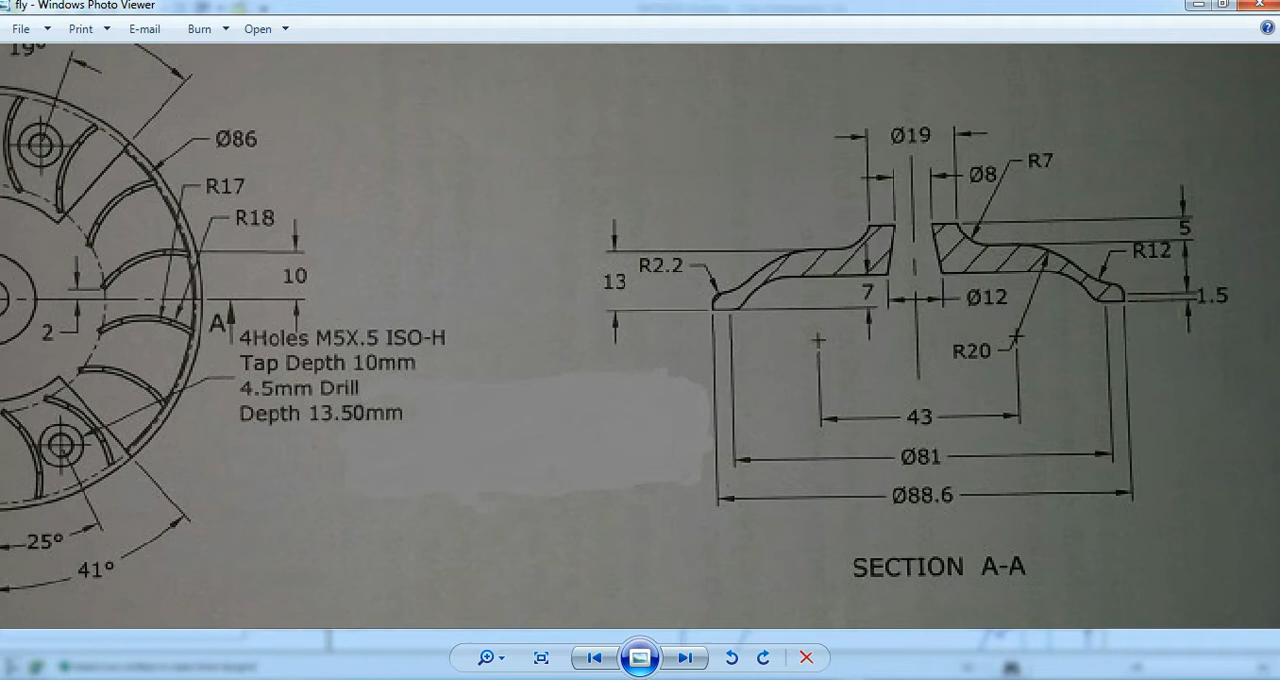 fly - Windows Photo Viewer
File Print E-mail Burn Open
19°
Ø86
R17
R18
10
2
A
4Holes M5X.5 ISO-H
Tap Depth 10mm
4.5mm Drill
Depth 13.50mm
25°
41°
Ø19
Ø8
R7
5
R12
R2.2
13
7
Ø12
1.5
R20
43
Ø81
Ø88.6
SECTION A-A